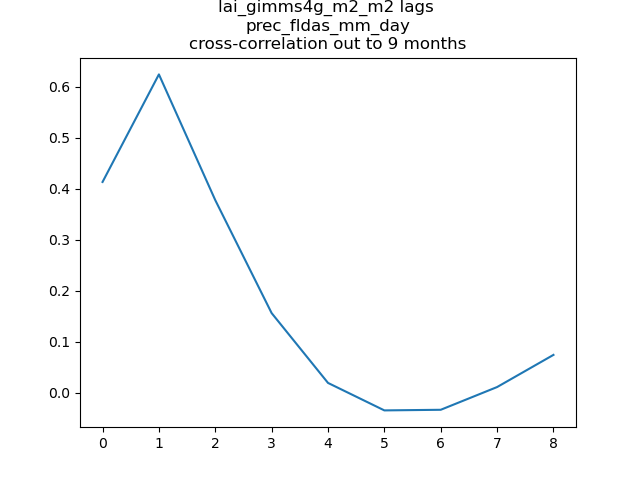 lai_gimms4g_m2_m2 lags
prec_fldas_mm_day
cross-correlation out to 9 months
0.6
0.5
0.4
0.3
0.2
0.1
0.0
0 1 2 3 4 5 6 7 8